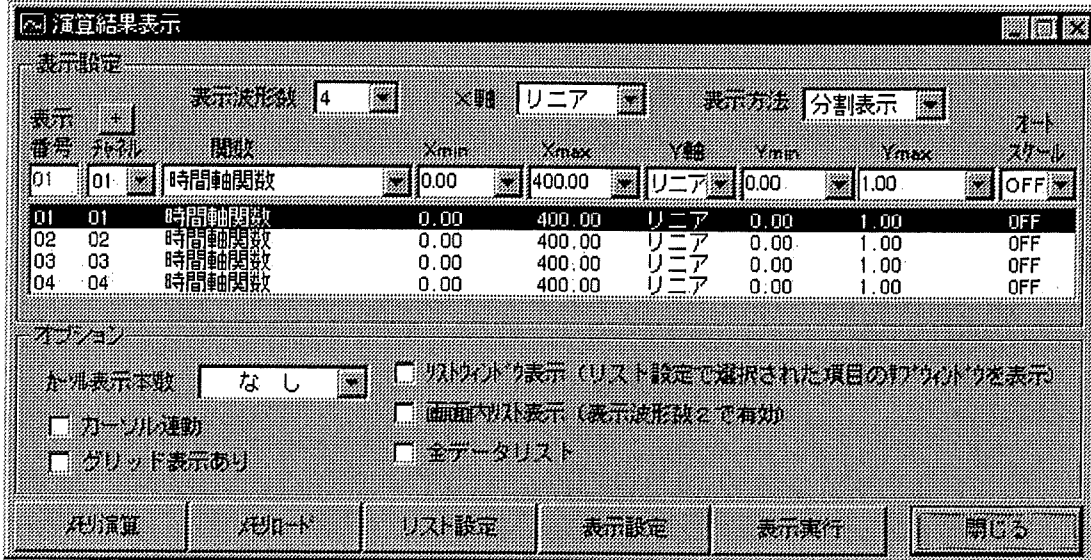 演算結果表示
表示設定
表示波形数 4 X軸 リニア 表示方法 分割表示
表示番号 + ﾁｬﾈﾙ 関数 Xmin Xmax Y軸 Ymin Ymax オートスケール
01 01 時間軸関数 0.00 400.00 リニア 0.00 1.00 OFF
01 01 時間軸関数 0.00 400.00 リニア 0.00 1.00 OFF
02 02 時間軸関数 0.00 400.00 リニア 0.00 1.00 OFF
03 03 時間軸関数 0.00 400.00 リニア 0.00 1.00 OFF
04 04 時間軸関数 0.00 400.00 リニア 0.00 1.00 OFF
オプション
ｶｰｿﾙ表示本数 なし ﾘｽﾄｳｨﾝﾄﾞｳ表示（リスト設定で選択された項目のｻﾌﾞｳｨﾝﾄﾞｳを表示）
カーソル連動 画面内ﾘｽﾄ表示（表示波形数２で有効）
グリッド表示あり 全データリスト
ﾒﾓﾘ演算 ﾒﾓﾘﾛｰﾄﾞ リスト設定 表示設定 表示実行 閉じる